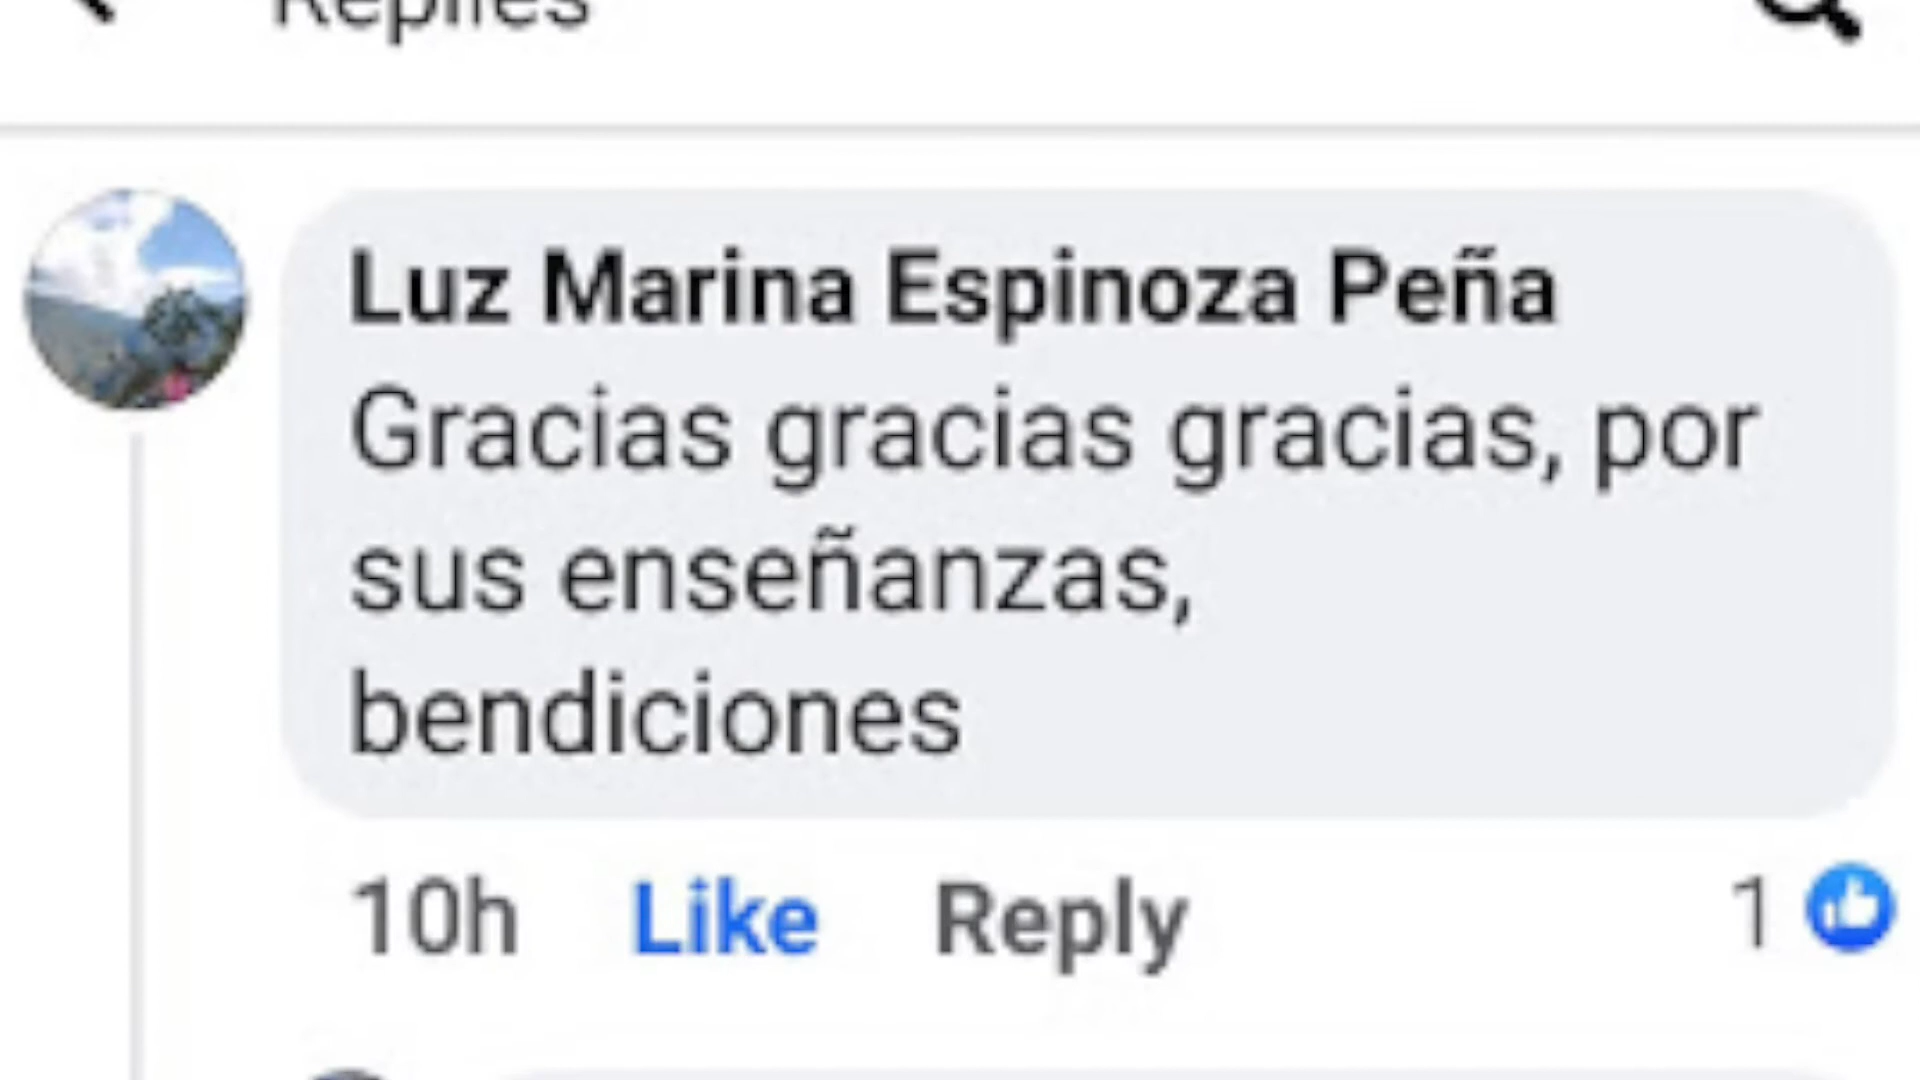 Replies
Luz Marina Espinoza Peña
Gracias gracias gracias, por
sus enseñanzas,
bendiciones
10h Like Reply 1